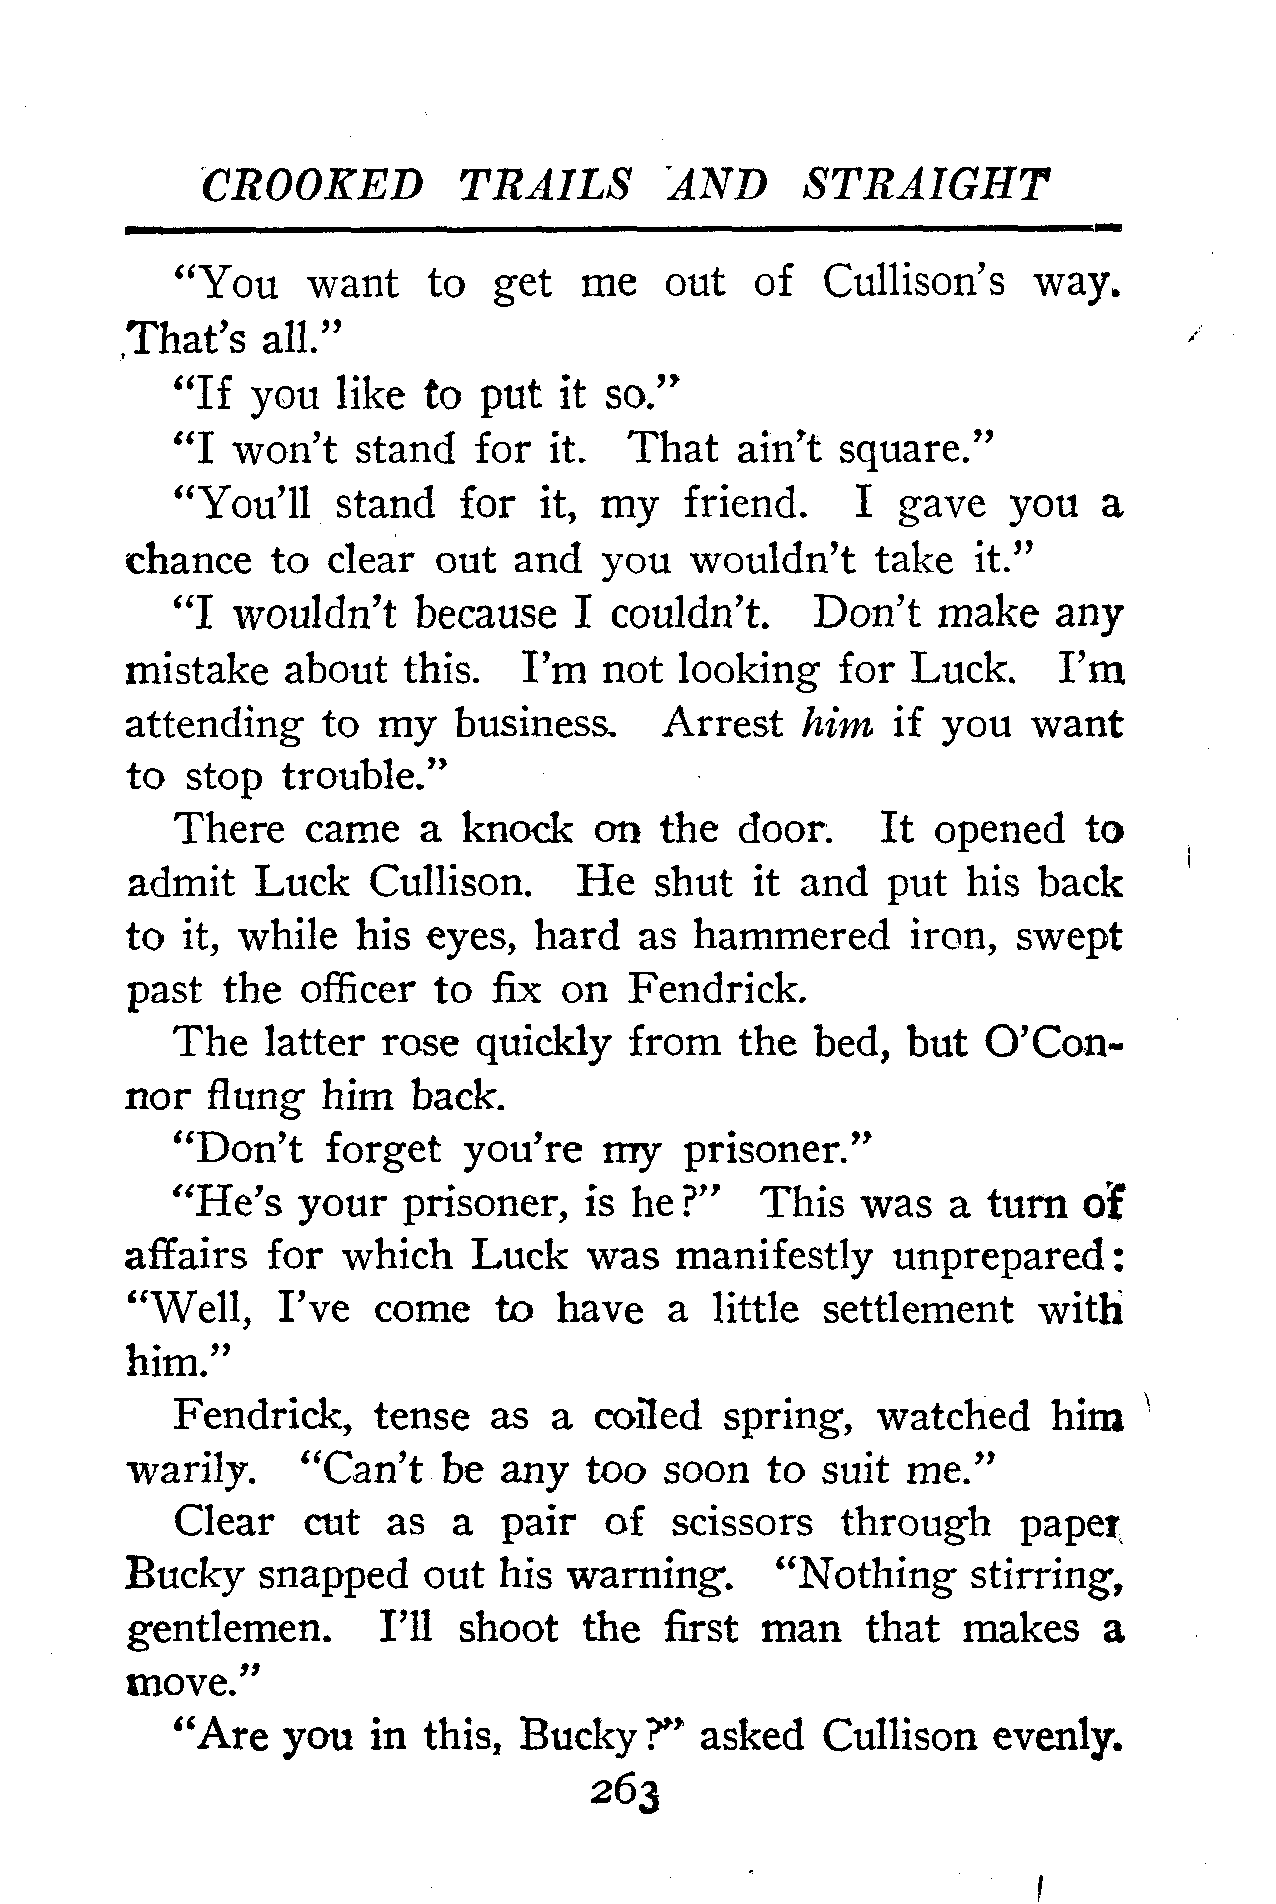 CROOKED TRAILS AND STRAIGHT
“You want to get me out of Cullison’s way.
That’s all.”
“If you like to put it so.”
“I won’t stand for it. That ain’t square.”
“You’ll stand for it, my friend. I gave you a
chance to clear out and you wouldn’t take it.”
“I wouldn’t because I couldn’t. Don’t make any
mistake about this. I’m not looking for Luck. I’m
attending to my business. Arrest him if you want
to stop trouble.”
There came a knock on the door. It opened to
admit Luck Cullison. He shut it and put his back
to it, while his eyes, hard as hammered iron, swept
past the officer to fix on Fendrick.
The latter rose quickly from the bed, but O’Con-
nor flung him back.
“Don’t forget you’re my prisoner.”
“He’s your prisoner, is he?” This was a turn of
affairs for which Luck was manifestly unprepared:
“Well, I’ve come to have a little settlement with
him.”
Fendrick, tense as a coiled spring, watched him
warily. “Can’t be any too soon to suit me.”
Clear cut as a pair of scissors through paper
Bucky snapped out his warning. “Nothing stirring,
gentlemen. I’ll shoot the first man that makes a
move.”
“Are you in this, Bucky?” asked Cullison evenly.
263